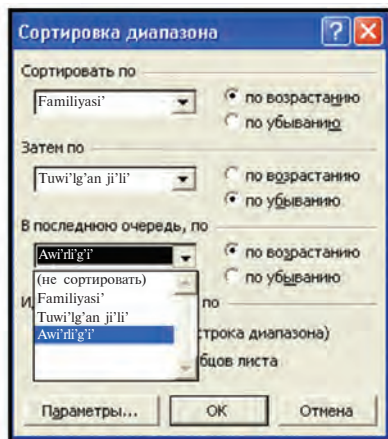 Сортировка диапазона
Сортировать по
Familiyasi’
по возрастанию
по убыванию
Затем по
Tuwi’lg’an ji’li’
по возрастанию
по убыванию
В последнюю очередь, по
Awi’rli’g’i’
по возрастанию
по убыванию
(не сортировать)
Familiyasi’
И
по
Tuwi’lg’an ji’li’
Awi’rli’g’i’
строка диапазона)
бцов листа
Параметры...
ОК
Отмена